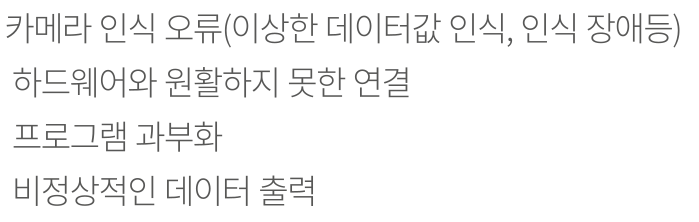 카메라 인식 오류(이상한 데이터값 인식, 인식 장애등)
하드웨어와 원활하지 못한 연결
프로그램 과부화
비정상적인 데이터 출력